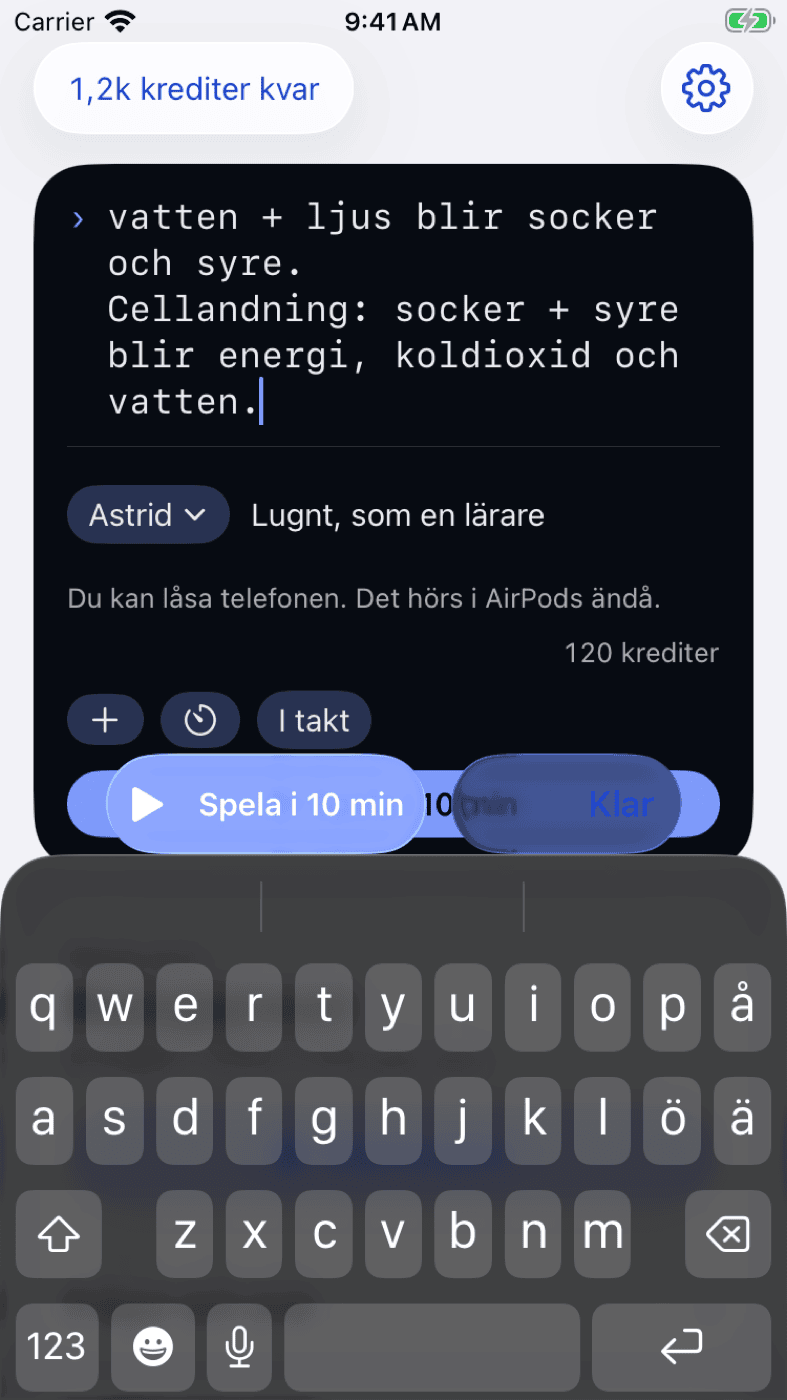 Carrier 9:41 AM
1,2k krediter kvar
› vatten + ljus blir socker
och syre.
Cellandning: socker + syre
blir energi, koldioxid och
vatten.
Astrid Lugnt, som en lärare
Du kan låsa telefonen. Det hörs i AirPods ändå.
120 krediter
+ I takt
Spela i 10 min 10 min Klar
q w e r t y u i o p å
a s d f g h j k l ö ä
z x c v b n m
123